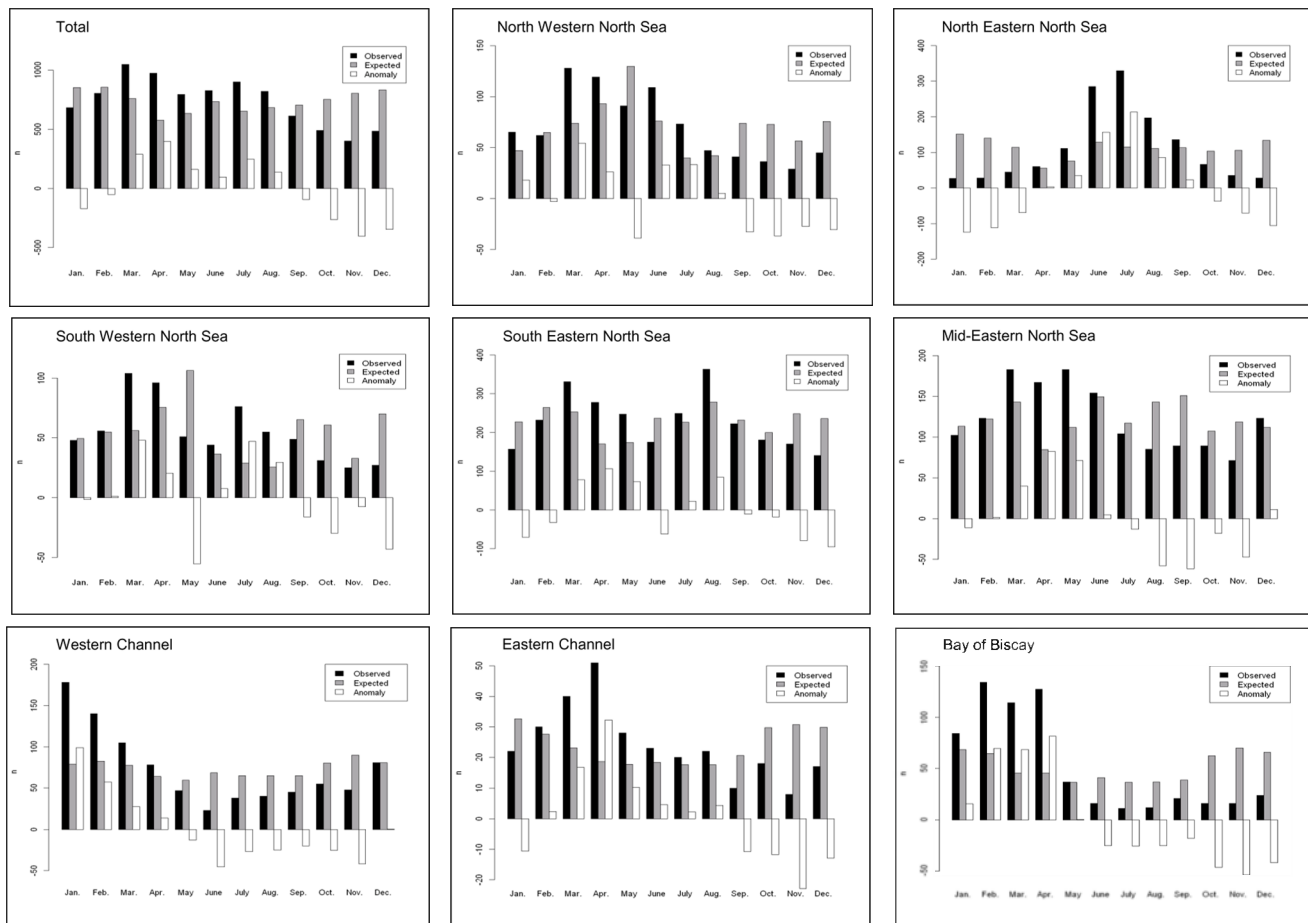 Total
Observed
Expected
Anomaly
1000
500
0
-500
n
Jan. Feb. Mar. Apr. May June July Aug. Sep. Oct. Nov. Dec.
North Western North Sea
Observed
Expected
Anomaly
150
100
50
0
-50
n
Jan. Feb. Mar. Apr. May June July Aug. Sep. Oct. Nov. Dec.
North Eastern North Sea
Observed
Expected
Anomaly
400
300
200
100
0
-100
-200
n
Jan. Feb. Mar. Apr. May June July Aug. Sep. Oct. Nov. Dec.
South Western North Sea
Observed
Expected
Anomaly
100
50
0
-50
n
Jan. Feb. Mar. Apr. May June July Aug. Sep. Oct. Nov. Dec.
South Eastern North Sea
Observed
Expected
Anomaly
400
300
200
100
0
-100
n
Jan. Feb. Mar. Apr. May June July Aug. Sep. Oct. Nov. Dec.
Mid-Eastern North Sea
Observed
Expected
Anomaly
200
150
100
50
0
-50
n
Jan. Feb. Mar. Apr. May June July Aug. Sep. Oct. Nov. Dec.
Western Channel
Observed
Expected
Anomaly
200
150
100
50
0
-50
n
Jan. Feb. Mar. Apr. May June July Aug. Sep. Oct. Nov. Dec.
Eastern Channel
Observed
Expected
Anomaly
50
40
30
20
10
0
-10
-20
n
Jan. Feb. Mar. Apr. May June July Aug. Sep. Oct. Nov. Dec.
Bay of Biscay
Observed
Expected
Anomaly
150
100
50
0
-50
n
Jan. Feb. Mar. Apr. May June July Aug. Sep. Oct. Nov. Dec.